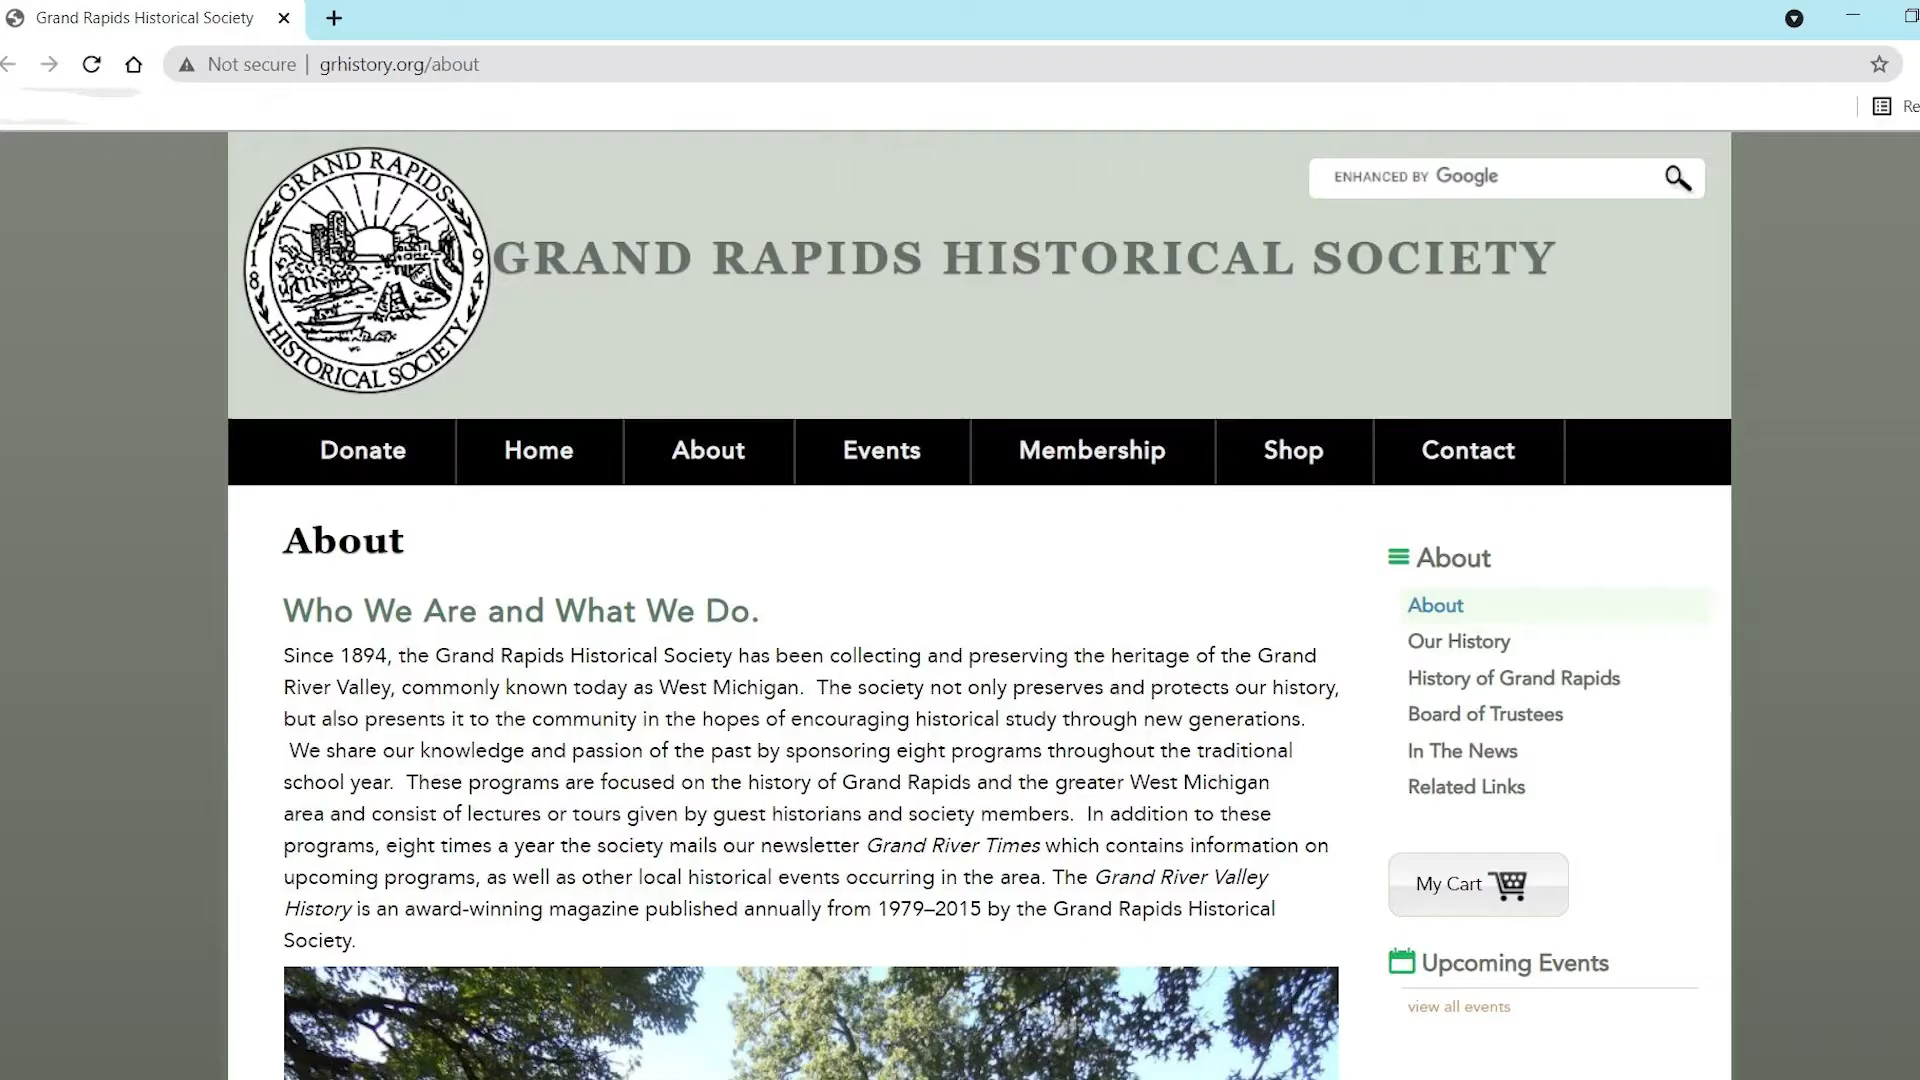 Grand Rapids Historical Society
Not secure | grhistory.org/about
Re
GRAND RAPIDS
1894
HISTORICAL SOCIETY
ENHANCED BY Google
GRAND RAPIDS HISTORICAL SOCIETY
Donate Home About Events Membership Shop Contact
About
Who We Are and What We Do.
Since 1894, the Grand Rapids Historical Society has been collecting and preserving the heritage of the Grand
River Valley, commonly known today as West Michigan.  The society not only preserves and protects our history,
but also presents it to the community in the hopes of encouraging historical study through new generations.
We share our knowledge and passion of the past by sponsoring eight programs throughout the traditional
school year.  These programs are focused on the history of Grand Rapids and the greater West Michigan
area and consist of lectures or tours given by guest historians and society members.  In addition to these
programs, eight times a year the society mails our newsletter Grand River Times which contains information on
upcoming programs, as well as other local historical events occurring in the area. The Grand River Valley
History is an award-winning magazine published annually from 1979–2015 by the Grand Rapids Historical
Society.
About
About
Our History
History of Grand Rapids
Board of Trustees
In The News
Related Links
My Cart
Upcoming Events
view all events